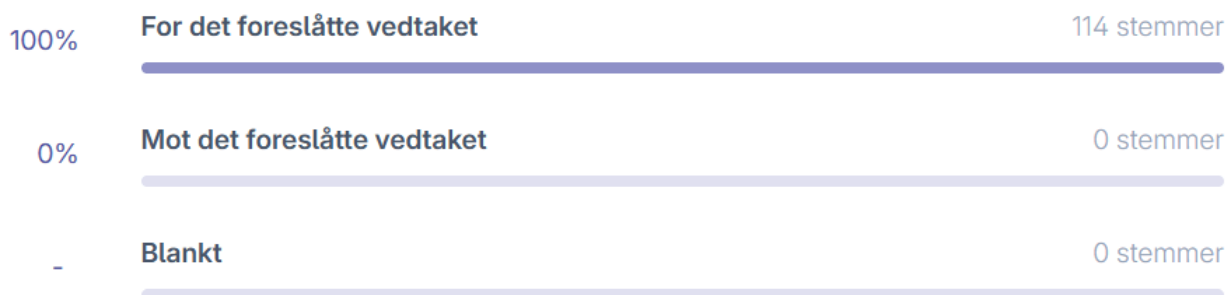 100% For det foreslåtte vedtaket 114 stemmer
0% Mot det foreslåtte vedtaket 0 stemmer
- Blankt 0 stemmer